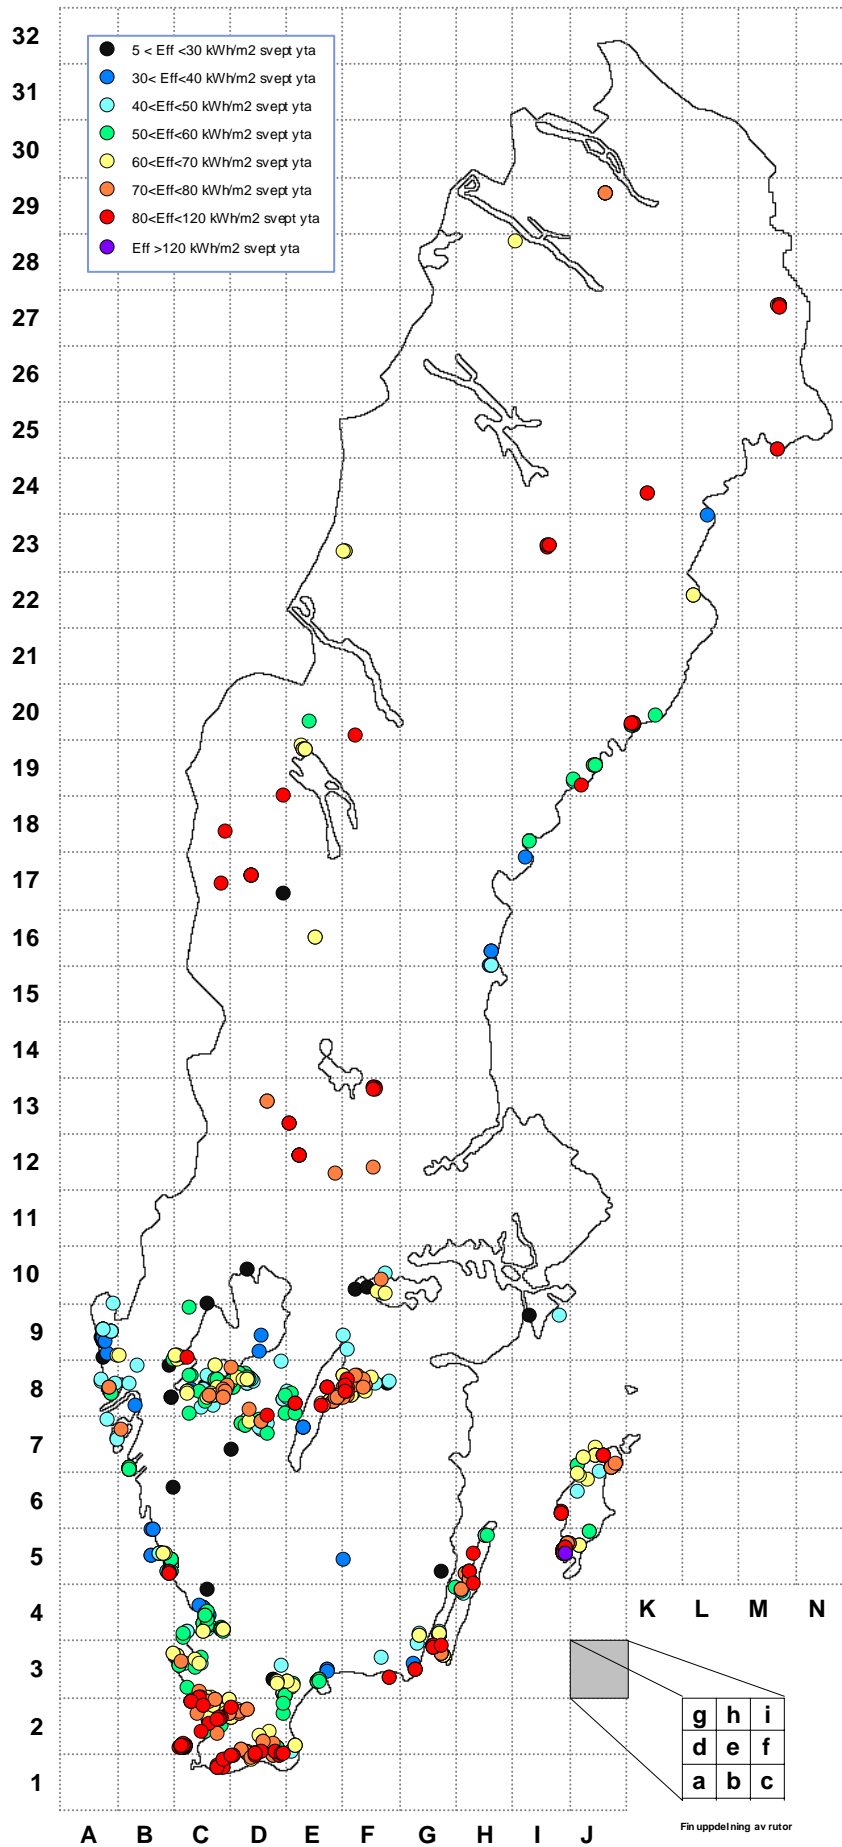 32
5 < Eff <30 kWh/m2 svept yta
31
30< Eff<40 kWh/m2 svept yta
40<Eff<50 kWh/m2 svept yta
50<Eff<60 kWh/m2 svept yta
30
60<Eff<70 kWh/m2 svept yta
70<Eff<80 kWh/m2 svept yta
29
80<Eff<120 kWh/m2 svept yta
Eff >120 kWh/m2 svept yta
28
27
26
25
24
23
22
21
20
19
18
17
16
15
14
13
12
11
10
9
8
7
6
5
4
K L M N
3
2
g h i
d e f
1
a b c
Fin uppdelning av rutor
A B C D E F G H I J